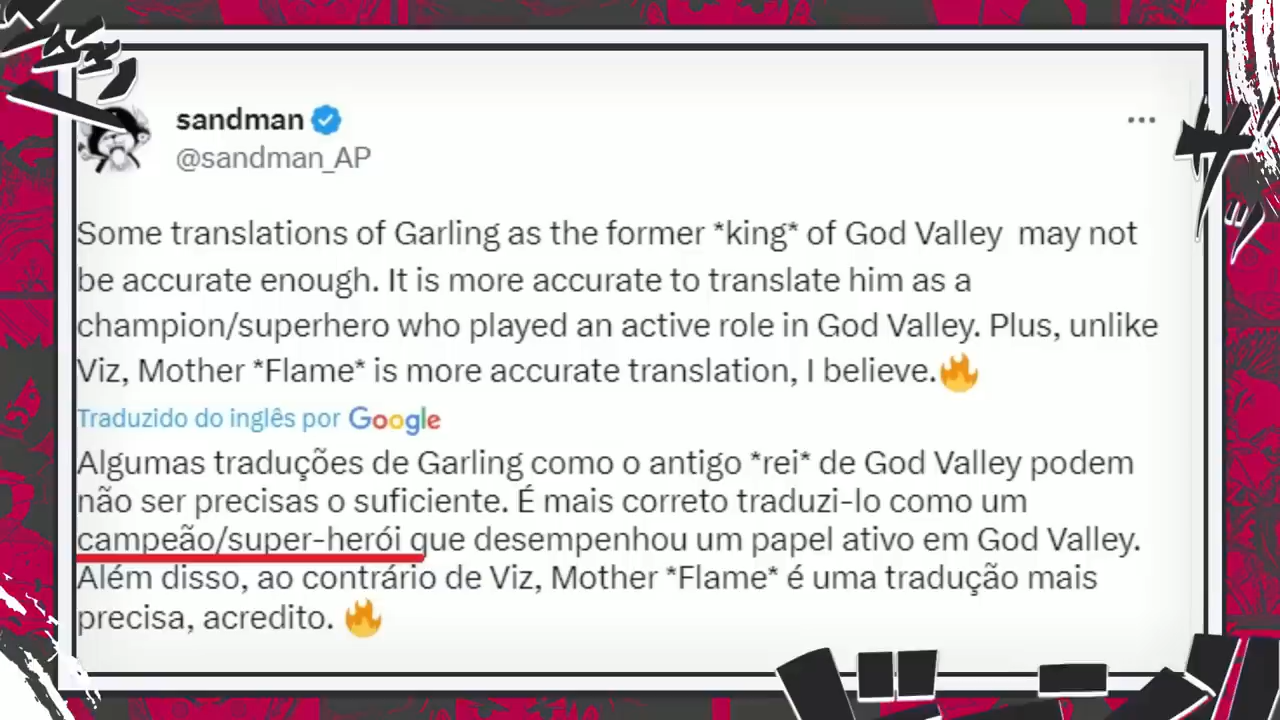 sandman
@sandman_AP
Some translations of Garling as the former *king* of God Valley may not
be accurate enough. It is more accurate to translate him as a
champion/superhero who played an active role in God Valley. Plus, unlike
Viz, Mother *Flame* is more accurate translation, I believe.🔥
Traduzido do inglês por Google
Algumas traduções de Garling como o antigo *rei* de God Valley podem
não ser precisas o suficiente. É mais correto traduzi-lo como um
campeão/super-herói que desempenhou um papel ativo em God Valley.
Além disso, ao contrário de Viz, Mother *Flame* é uma tradução mais
precisa, acredito. 🔥